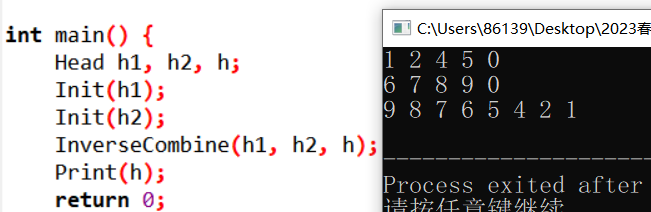 int main() {
Head h1, h2, h;
Init(h1);
Init(h2);
InverseCombine(h1, h2, h);
Print(h);
return 0;
C:\Users\86139\Desktop\2023春
1 2 4 5 0
6 7 8 9 0
9 8 7 6 5 4 2 1
--------------------------------
Process exited after
请按任意键继续